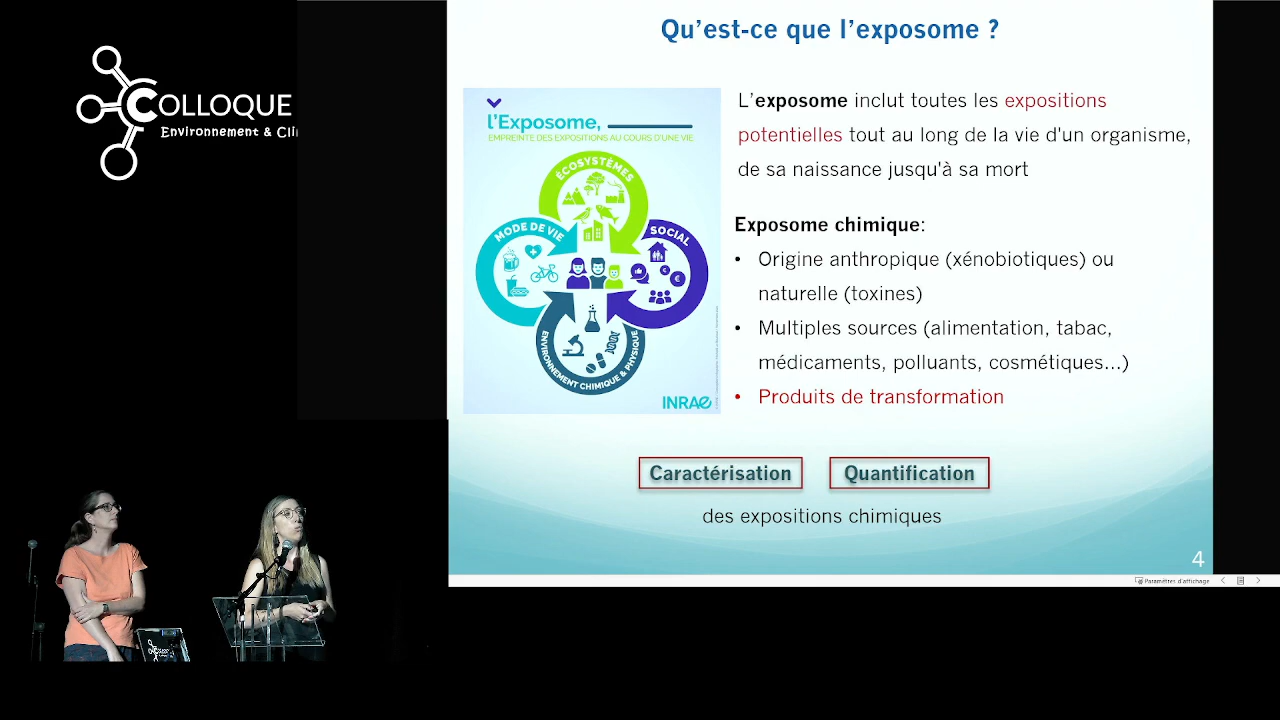 COLLOQUE
Environnement & Cli
Qu'est-ce que l'exposome ?
l'Exposome,
EMPREINTE DES EXPOSITIONS AU COURS D'UNE VIE
ÉCOSYSTÈMES
MODE DE VIE
SOCIAL
ENVIRONNEMENT CHIMIQUE & PHYSIQUE
INRAE
L'exposome inclut toutes les expositions
potentielles tout au long de la vie d'un organisme,
de sa naissance jusqu'à sa mort
Exposome chimique:
• Origine anthropique (xénobiotiques) ou
naturelle (toxines)
• Multiples sources (alimentation, tabac,
médicaments, polluants, cosmétiques...)
• Produits de transformation
Caractérisation
Quantification
des expositions chimiques
4
Paramètres d'affichage